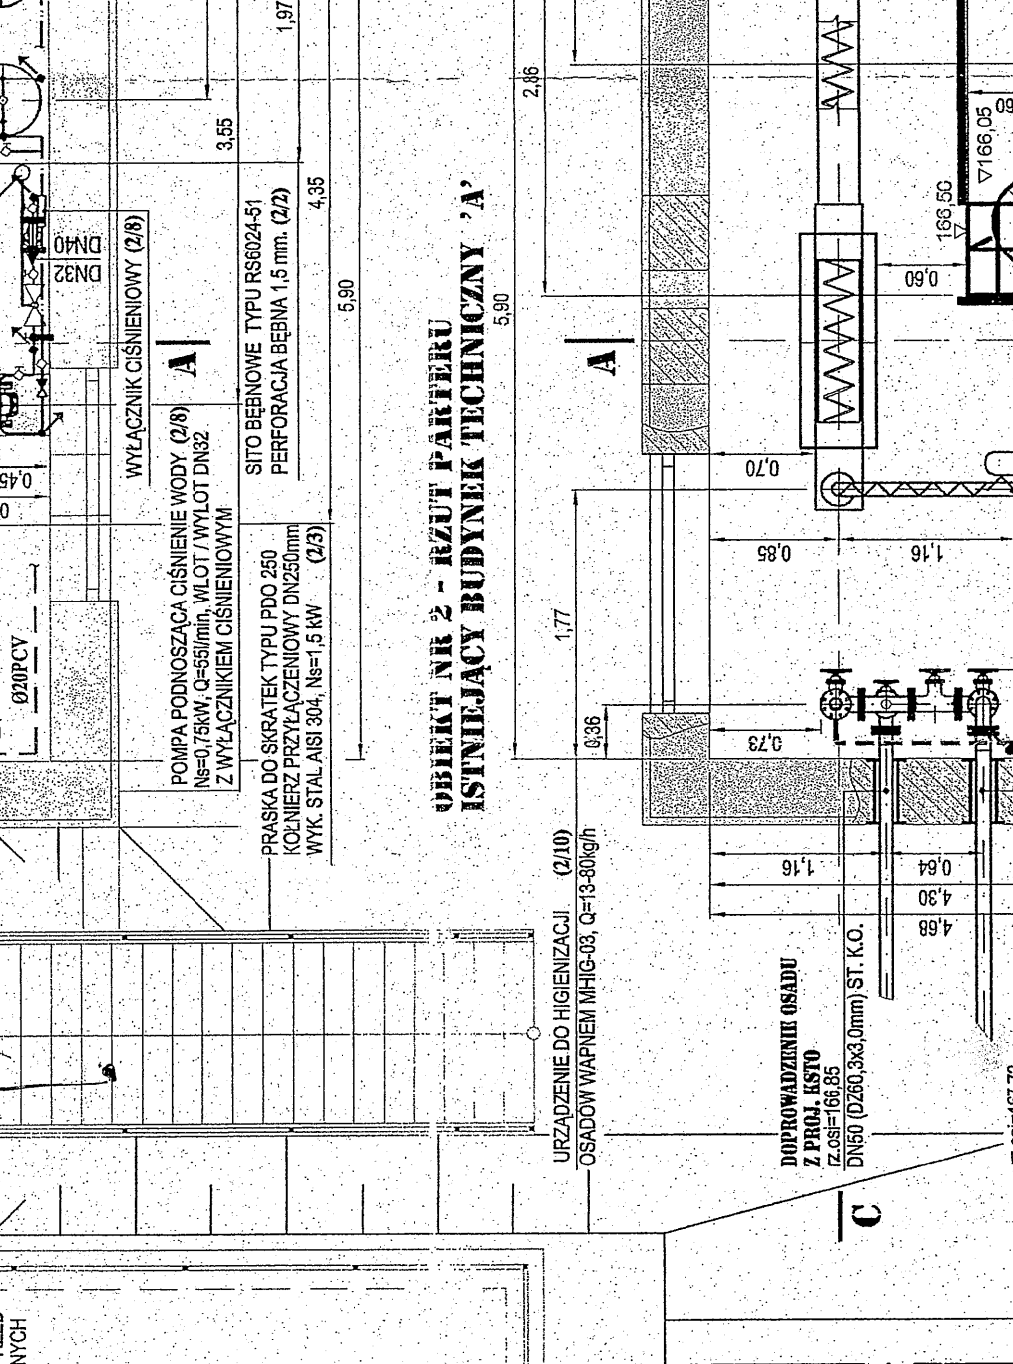 OBIEKT NR 2 - RZUT PARTERU
ISTNIEJĄCY BUDYNEK TECHNICZNY 'A'
WYŁĄCZNIK CIŚNIENIOWY (2/8)
POMPA PODNOSZĄCA CIŚNIENIE WODY (2/8)
Ns=0,75kW, Q=55l/min, WLOT / WYLOT DN32
Z WYŁĄCZNIKIEM CIŚNIENIOWYM
SITO BĘBNOWE TYPU RS6024-51
PERFORACJA BĘBNA 1,5 mm. (2/2)
PRASKA DO SKRATEK TYPU PDO 250
KOŁNIERZ PRZYŁĄCZENIOWY DN250mm
WYK. STAL AISI 304, Ns=1,5 kW (2/3)
URZĄDZENIE DO HIGIENIZACJI (2/10)
OSADÓW WAPNEM MHIG-03, Q=13-80kg/h
DOPROWADZENIE OSADU
Z PROJ. KSTO
rz.osi=166,85
DN50 (DZ60,3x3,0mm) ST. K.O.
Ø20PCV
DN40
DN32
A
A
C
1,97
3,55
4,35
5,90
5,90
2,86
1,77
0,36
0,45
0,70
0,85
1,16
0,73
0,60
166,50
▽166,05
1,16
0,64
4,30
4,68
NYCH